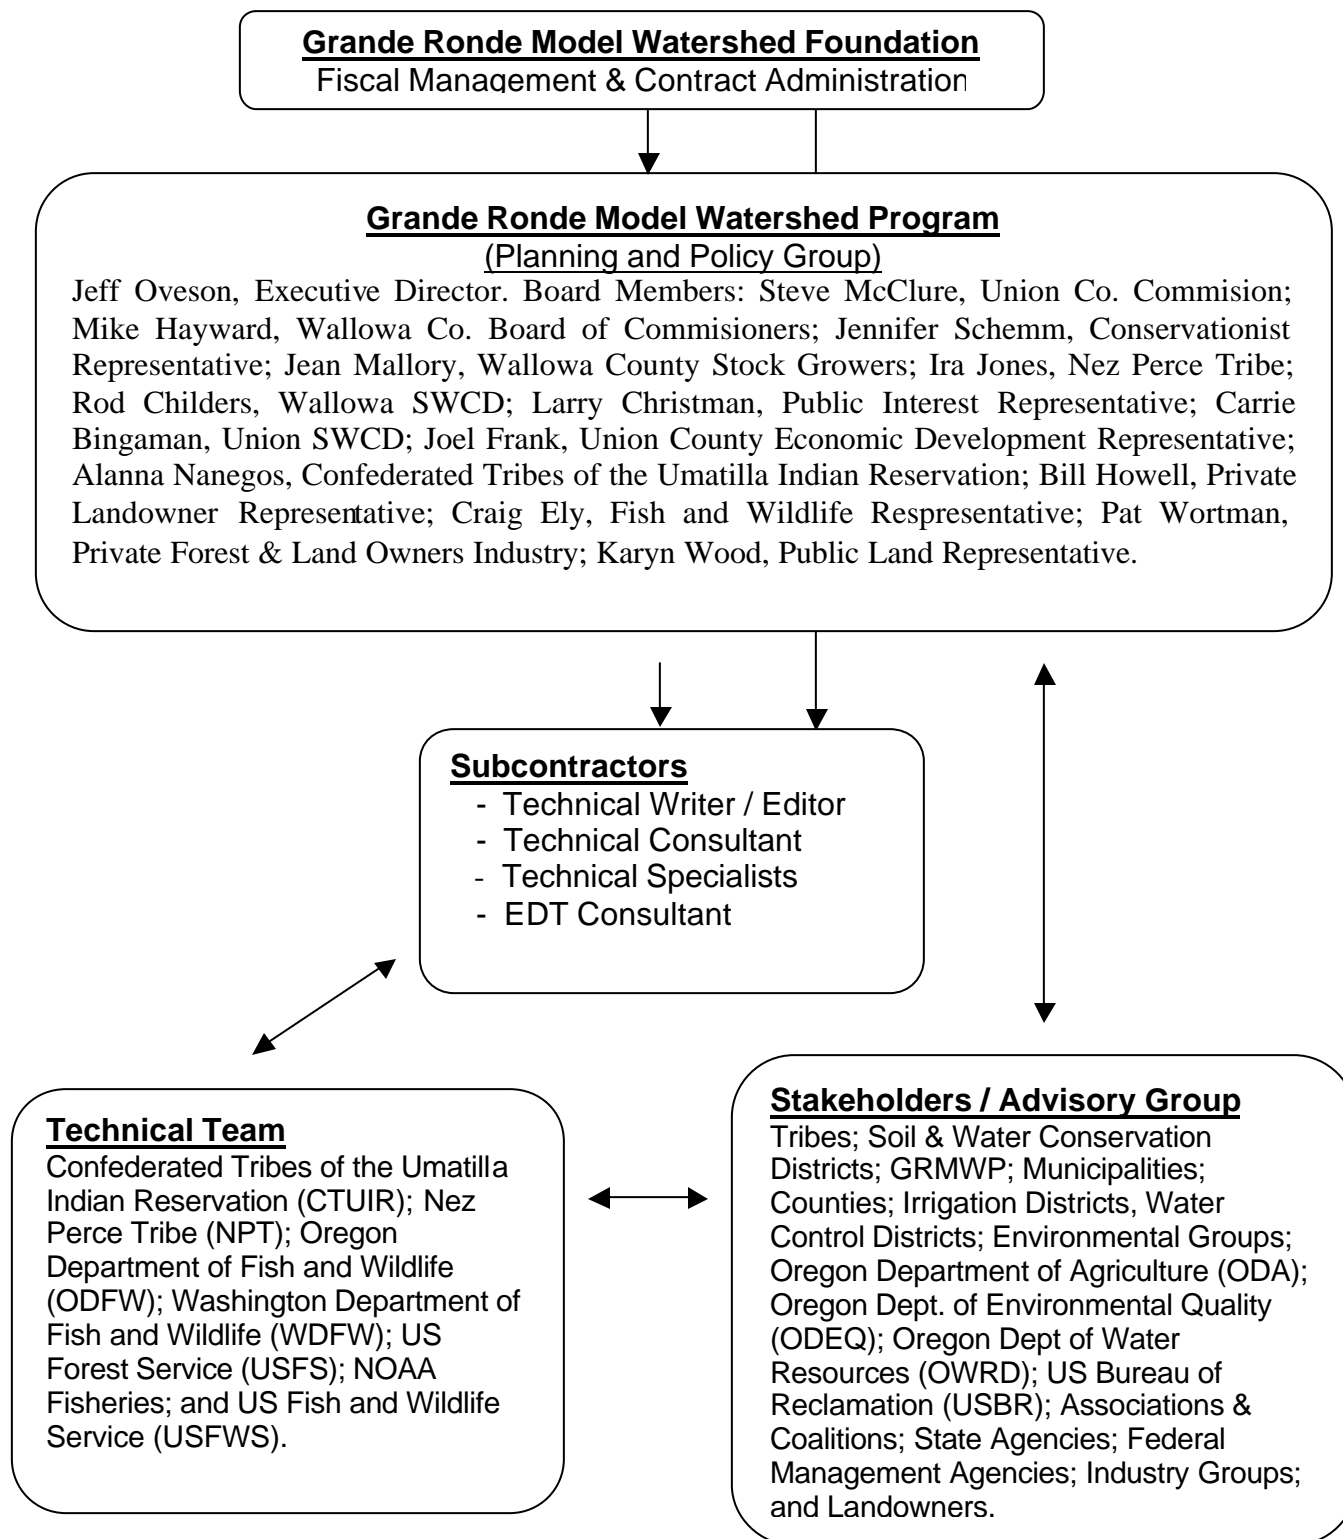 Grande Ronde Model Watershed Foundation
Fiscal Management & Contract Administration
Grande Ronde Model Watershed Program
(Planning and Policy Group)
Jeff Oveson, Executive Director. Board Members: Steve McClure, Union Co. Commision;
Mike Hayward, Wallowa Co. Board of Commisioners; Jennifer Schemm, Conservationist
Representative; Jean Mallory, Wallowa County Stock Growers; Ira Jones, Nez Perce Tribe;
Rod Childers, Wallowa SWCD; Larry Christman, Public Interest Representative; Carrie
Bingaman, Union SWCD; Joel Frank, Union County Economic Development Representative;
Alanna Nanegos, Confederated Tribes of the Umatilla Indian Reservation; Bill Howell, Private
Landowner Representative; Craig Ely, Fish and Wildlife Respresentative; Pat Wortman,
Private Forest & Land Owners Industry; Karyn Wood, Public Land Representative.
Subcontractors
- Technical Writer / Editor
- Technical Consultant
- Technical Specialists
- EDT Consultant
Technical Team
Confederated Tribes of the Umatilla
Indian Reservation (CTUIR); Nez
Perce Tribe (NPT); Oregon
Department of Fish and Wildlife
(ODFW); Washington Department of
Fish and Wildlife (WDFW); US
Forest Service (USFS); NOAA
Fisheries; and US Fish and Wildlife
Service (USFWS).
Stakeholders / Advisory Group
Tribes; Soil & Water Conservation
Districts; GRMWP; Municipalities;
Counties; Irrigation Districts, Water
Control Districts; Environmental Groups;
Oregon Department of Agriculture (ODA);
Oregon Dept. of Environmental Quality
(ODEQ); Oregon Dept of Water
Resources (OWRD); US Bureau of
Reclamation (USBR); Associations &
Coalitions; State Agencies; Federal
Management Agencies; Industry Groups;
and Landowners.